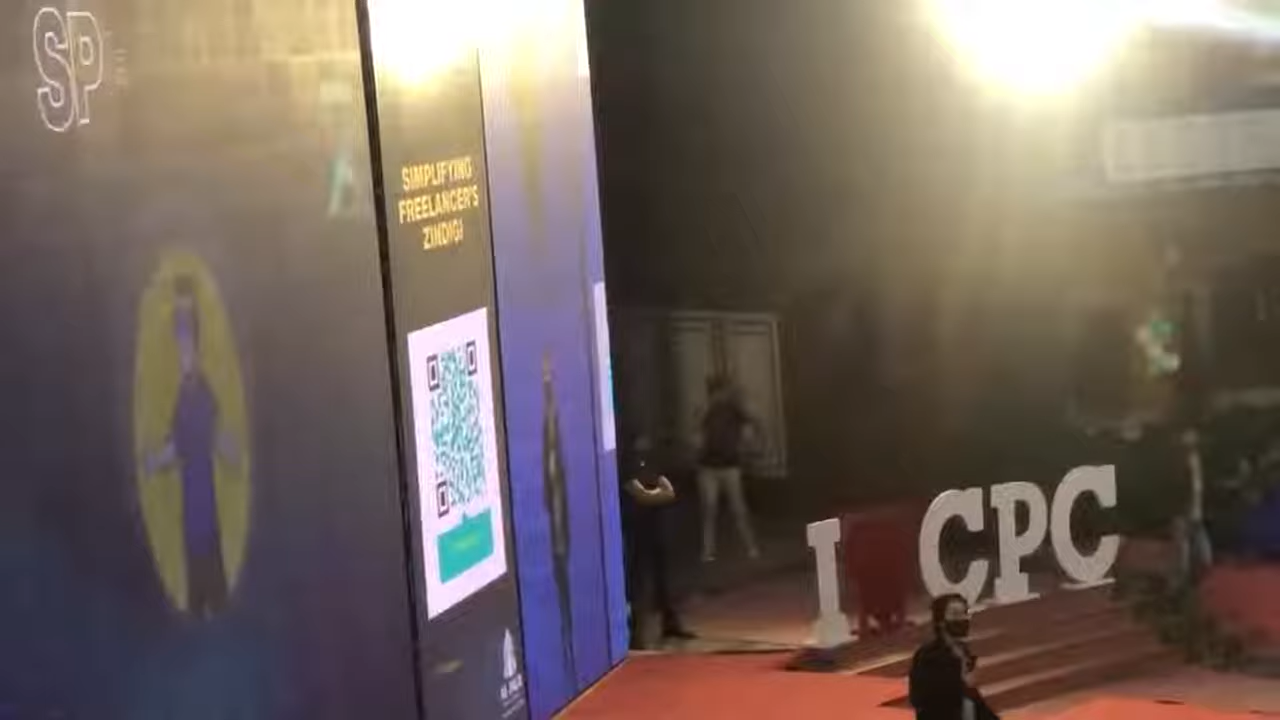 SP
SIMPLIFYING
FREELANCER'S
ZINDIGI
I CPC